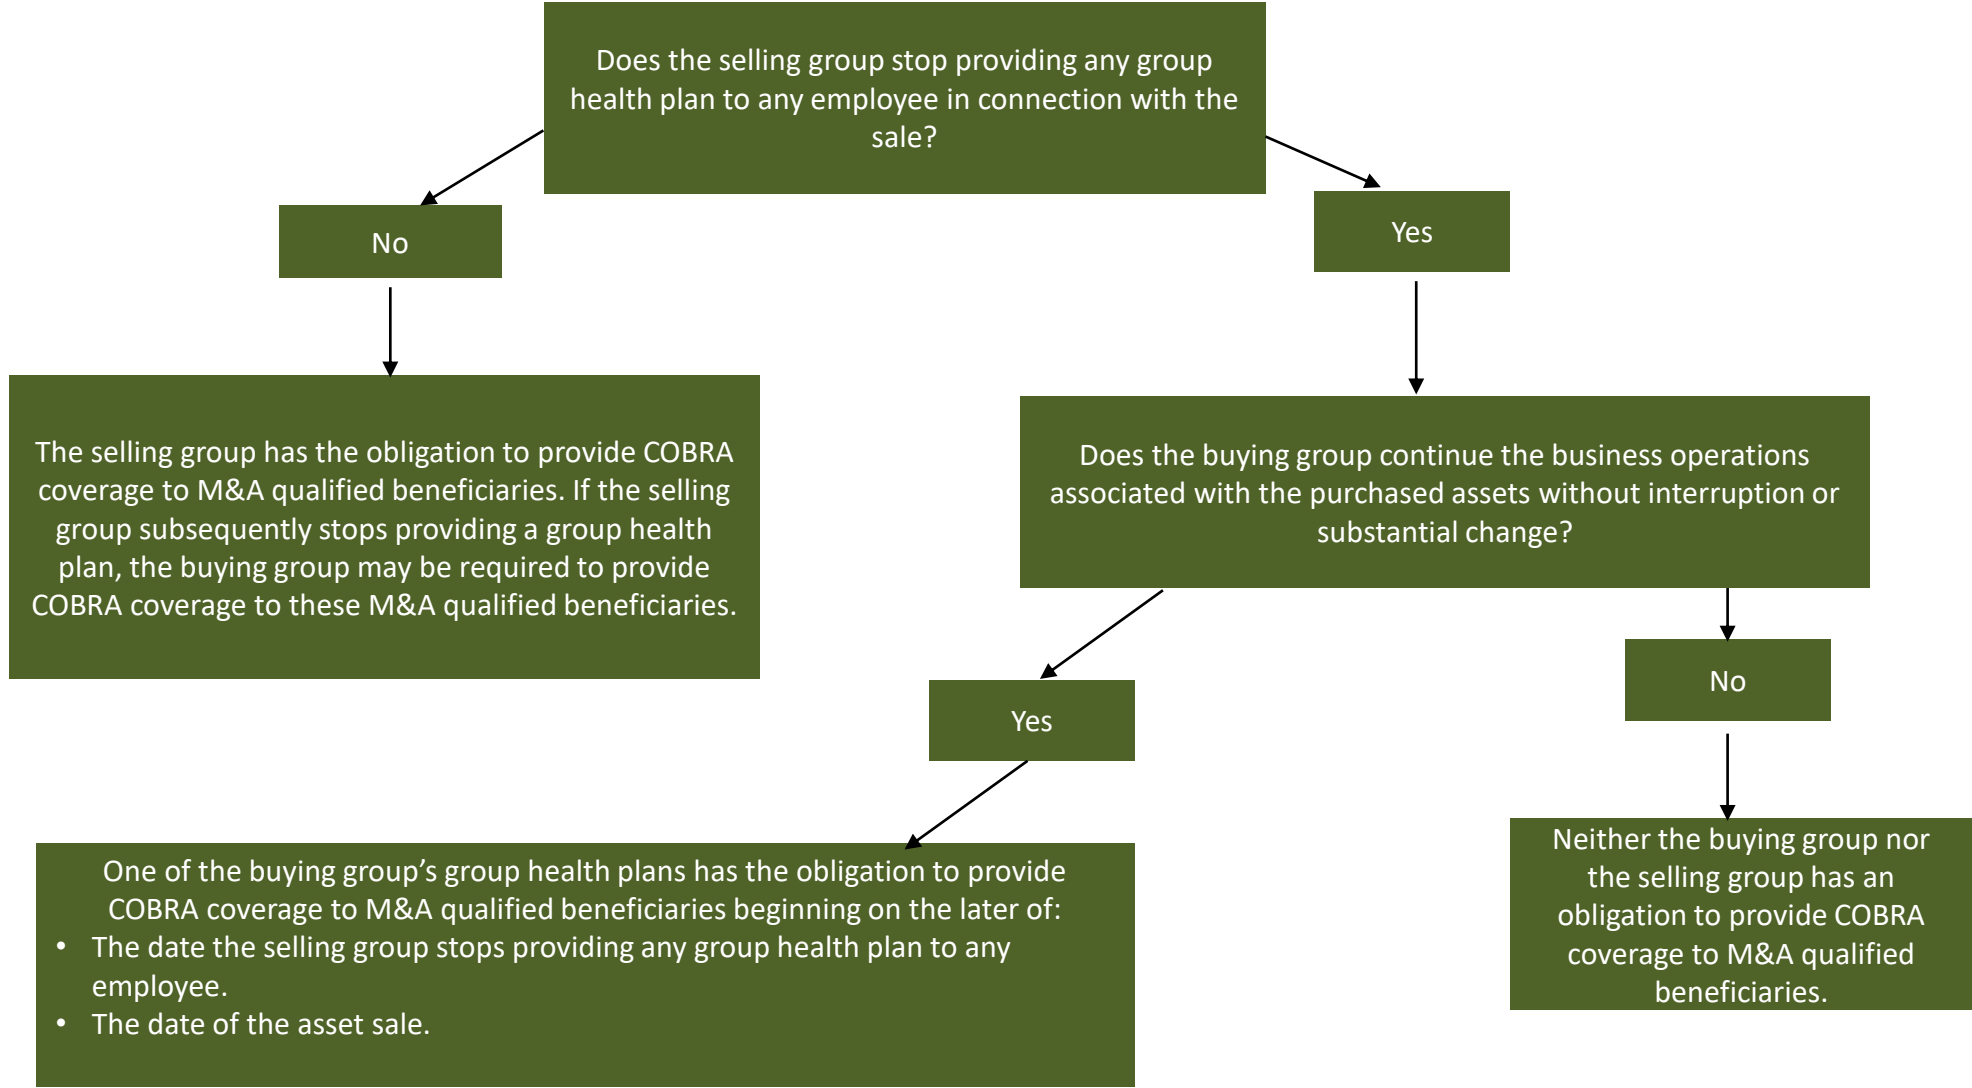 Does the selling group stop providing any group
health plan to any employee in connection with the
sale?
No
Yes
The selling group has the obligation to provide COBRA
coverage to M&A qualified beneficiaries. If the selling
group subsequently stops providing a group health
plan, the buying group may be required to provide
COBRA coverage to these M&A qualified beneficiaries.
Does the buying group continue the business operations
associated with the purchased assets without interruption or
substantial change?
Yes
No
One of the buying group’s group health plans has the obligation to provide
COBRA coverage to M&A qualified beneficiaries beginning on the later of:
• The date the selling group stops providing any group health plan to any
employee.
• The date of the asset sale.
Neither the buying group nor
the selling group has an
obligation to provide COBRA
coverage to M&A qualified
beneficiaries.